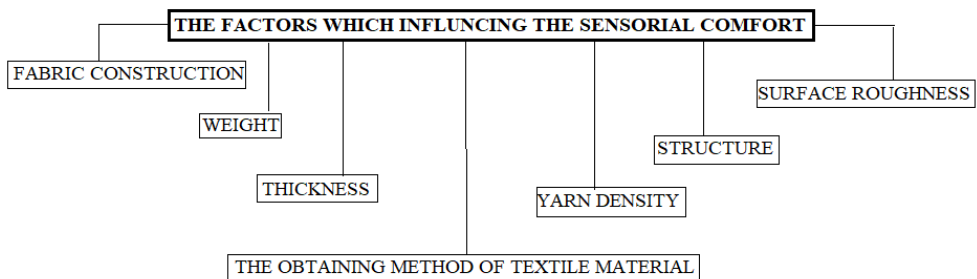 THE FACTORS WHICH INFLUNCING THE SENSORIAL COMFORT
FABRIC CONSTRUCTION
WEIGHT
THICKNESS
THE OBTAINING METHOD OF TEXTILE MATERIAL
YARN DENSITY
STRUCTURE
SURFACE ROUGHNESS